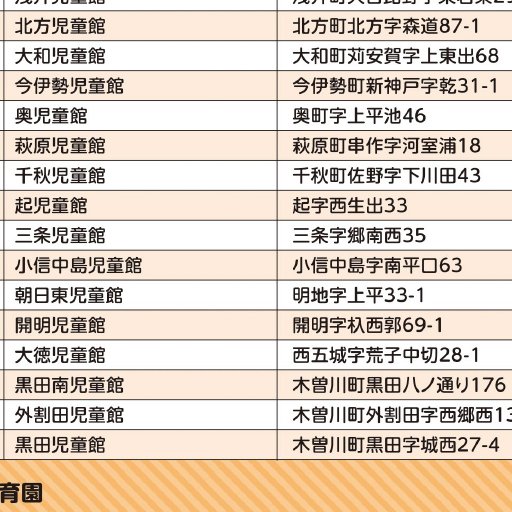 北方児童館 北方町北方字森道87-1
大和児童館 大和町苅安賀字上東出68
今伊勢児童館 今伊勢町新神戸字乾31-1
奥児童館 奥町字上平池46
萩原児童館 萩原町串作字河室浦18
千秋児童館 千秋町佐野字下川田43
起児童館 起字西生出33
三条児童館 三条字郷南西35
小信中島児童館 小信中島字南平口63
朝日東児童館 明地字上平33-1
開明児童館 開明字杁西郭69-1
大徳児童館 西五城字荒子中切28-1
黒田南児童館 木曽川町黒田八ノ通り176
外割田児童館 木曽川町外割田字西郷西13
黒田児童館 木曽川町黒田字城西27-4
育園